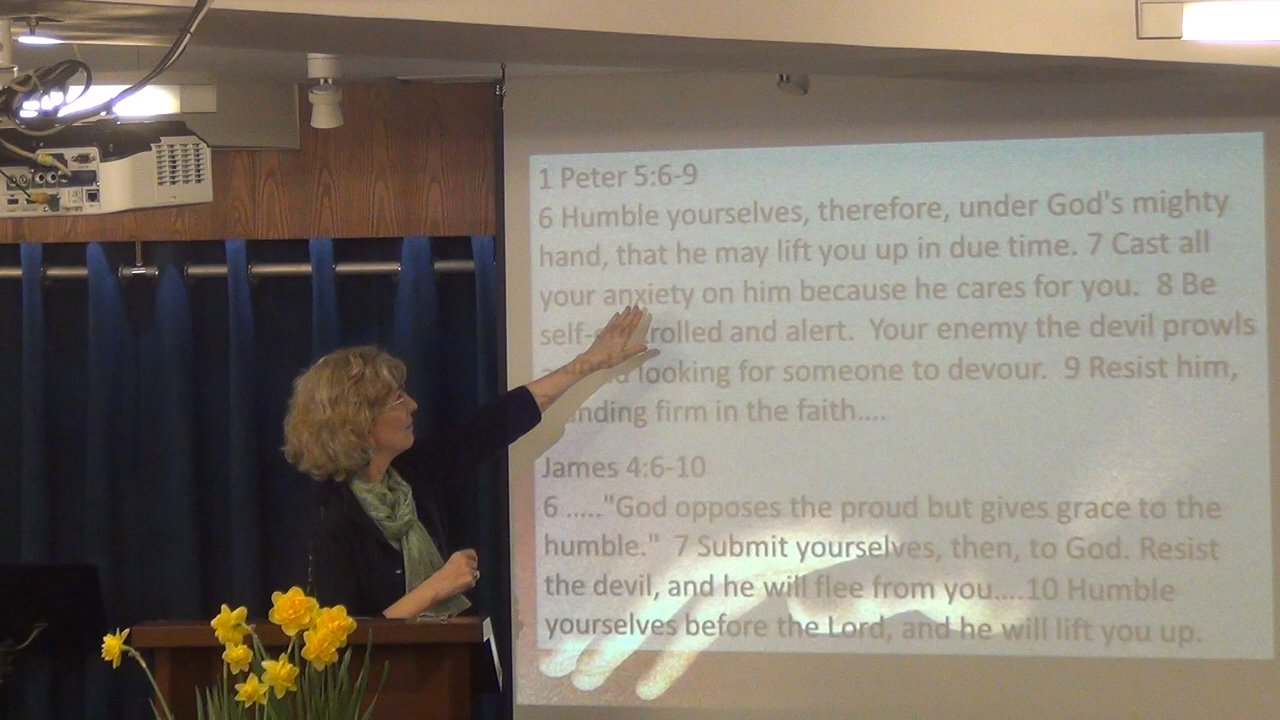 1 Peter 5:6-9
6 Humble yourselves, therefore, under God's mighty
hand, that he may lift you up in due time. 7 Cast all
your anxiety on him because he cares for you. 8 Be
self- rolled and alert. Your enemy the devil prowls
looking for someone to devour. 9 Resist him,
nding firm in the faith....
James 4:6-10
6 ....."God opposes the proud but gives grace to the
humble." 7 Submit yourselves, then, to God. Resist
the devil, and he will flee from you....10 Humble
yourselves before the Lord, and he will lift you up.